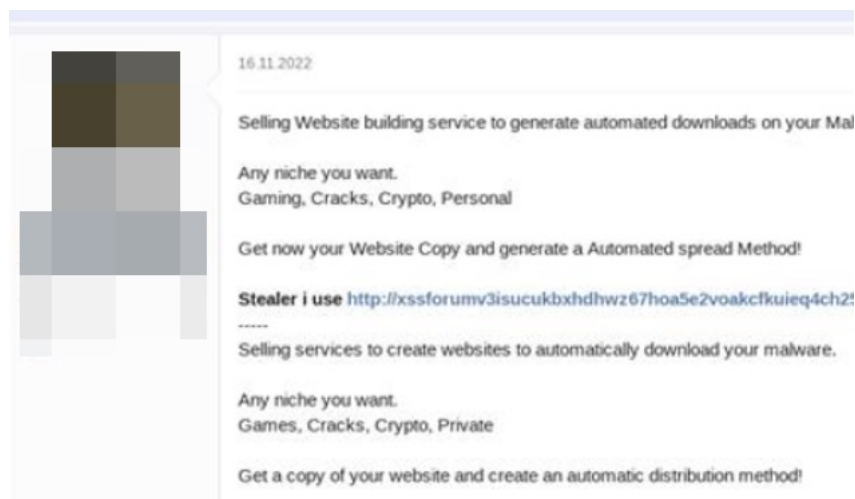 16.11.2022
Selling Website building service to generate automated downloads on your Mal
Any niche you want.
Gaming, Cracks, Crypto, Personal
Get now your Website Copy and generate a Automated spread Method!
Stealer i use http://xssforumv3isucukbxhdhwz67hoa5e2voakcfkuieq4ch25
-----
Selling services to create websites to automatically download your malware.
Any niche you want.
Games, Cracks, Crypto, Private
Get a copy of your website and create an automatic distribution method!